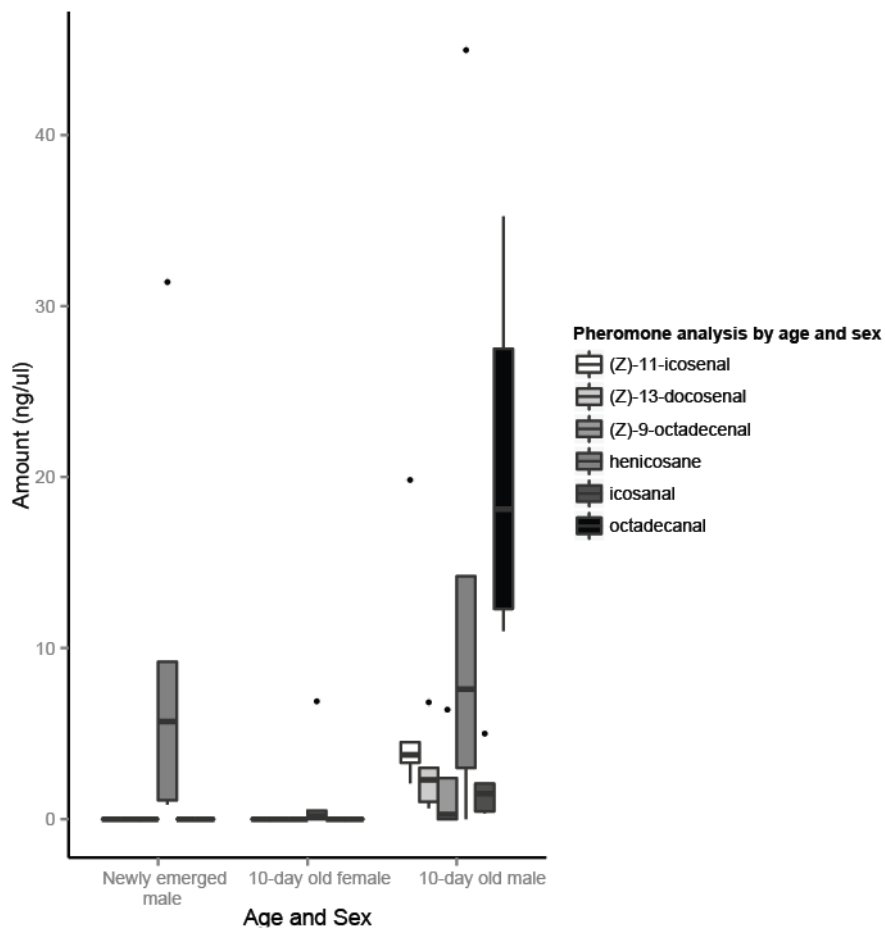 40
30
20
10
0
Amount (ng/ul)
Newly emerged
male
10-day old female
10-day old male
Age and Sex
Pheromone analysis by age and sex
(Z)-11-icosenal
(Z)-13-docosenal
(Z)-9-octadecenal
henicosane
icosanal
octadecanal